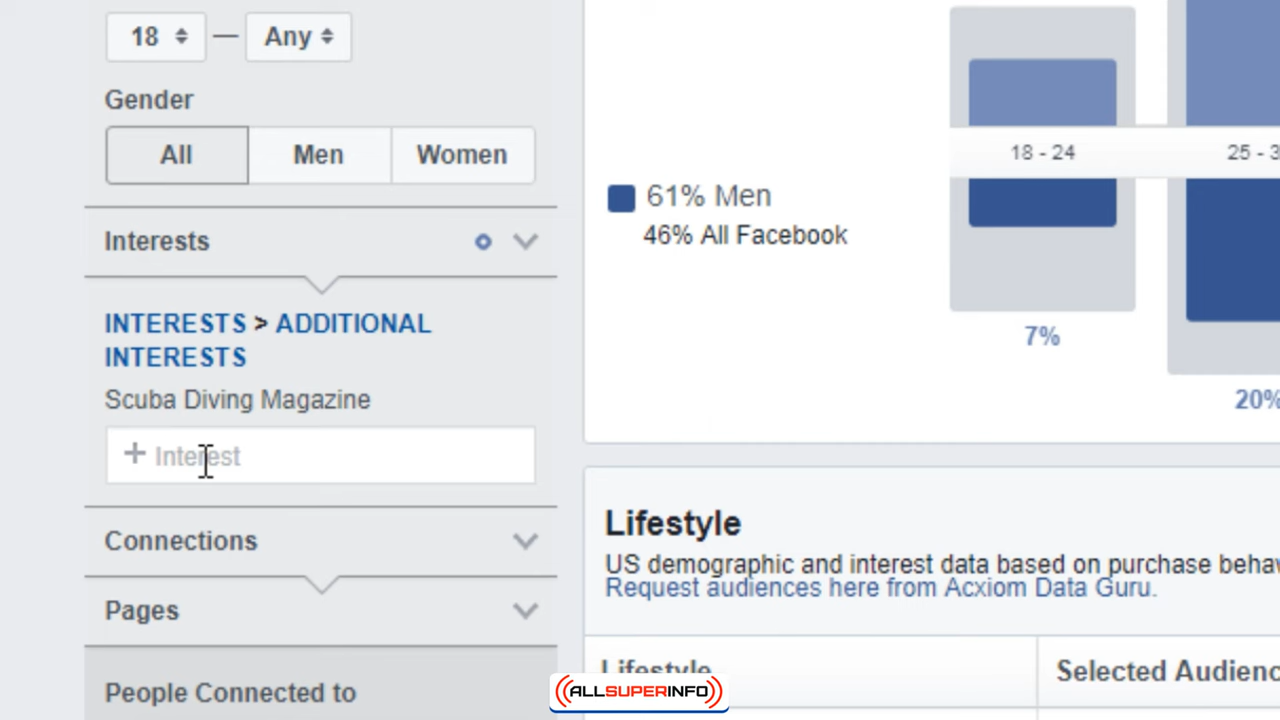 18 — Any
Gender
All Men Women
Interests
INTERESTS > ADDITIONAL
INTERESTS
Scuba Diving Magazine
+ Interest
Connections
Pages
People Connected to
18 - 24
25 - 3
61% Men
46% All Facebook
7%
20%
Lifestyle
US demographic and interest data based on purchase behav
Request audiences here from Acxiom Data Guru.
Lifestyle
Selected Audienc
ALLSUPERINFO